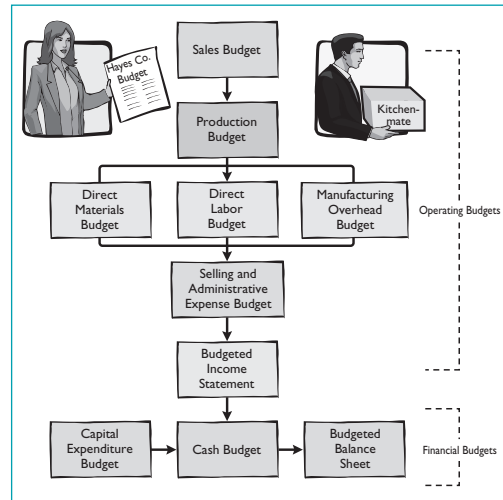 Hayes Co.
Budget
Sales Budget
Kitchen-
mate
Production
Budget
Direct
Materials
Budget
Direct
Labor
Budget
Manufacturing
Overhead
Budget
Operating Budgets
Selling and
Administrative
Expense Budget
Budgeted
Income
Statement
Capital
Expenditure
Budget
Cash Budget
Budgeted
Balance
Sheet
Financial Budgets